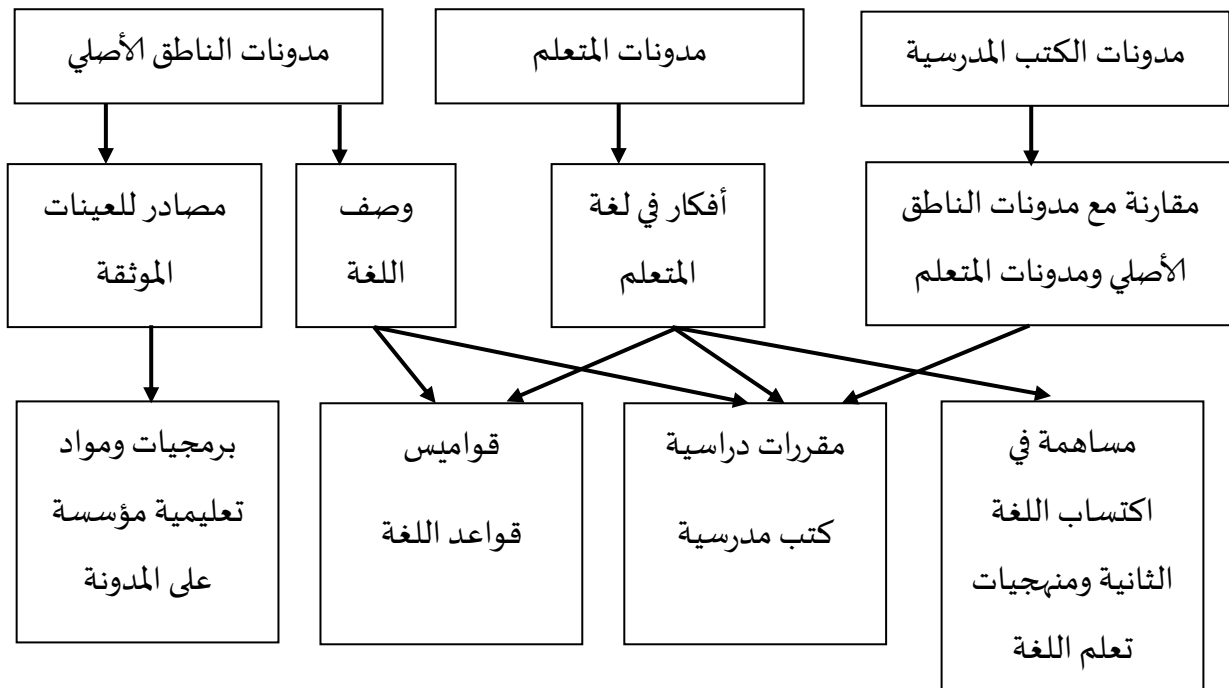 مدونات الكتب المدرسية
مدونات المتعلم
مدونات الناطق الأصلي
مقارنة مع مدونات الناطق
الأصلي ومدونات المتعلم
أفكار في لغة
المتعلم
وصف
اللغة
مصادر للعينات
الموثقة
مساهمة في
اكتساب اللغة
الثانية ومنهجيات
تعلم اللغة
مقررات دراسية
كتب مدرسية
قواميس
قواعد اللغة
برمجيات ومواد
تعليمية مؤسسة
على المدونة